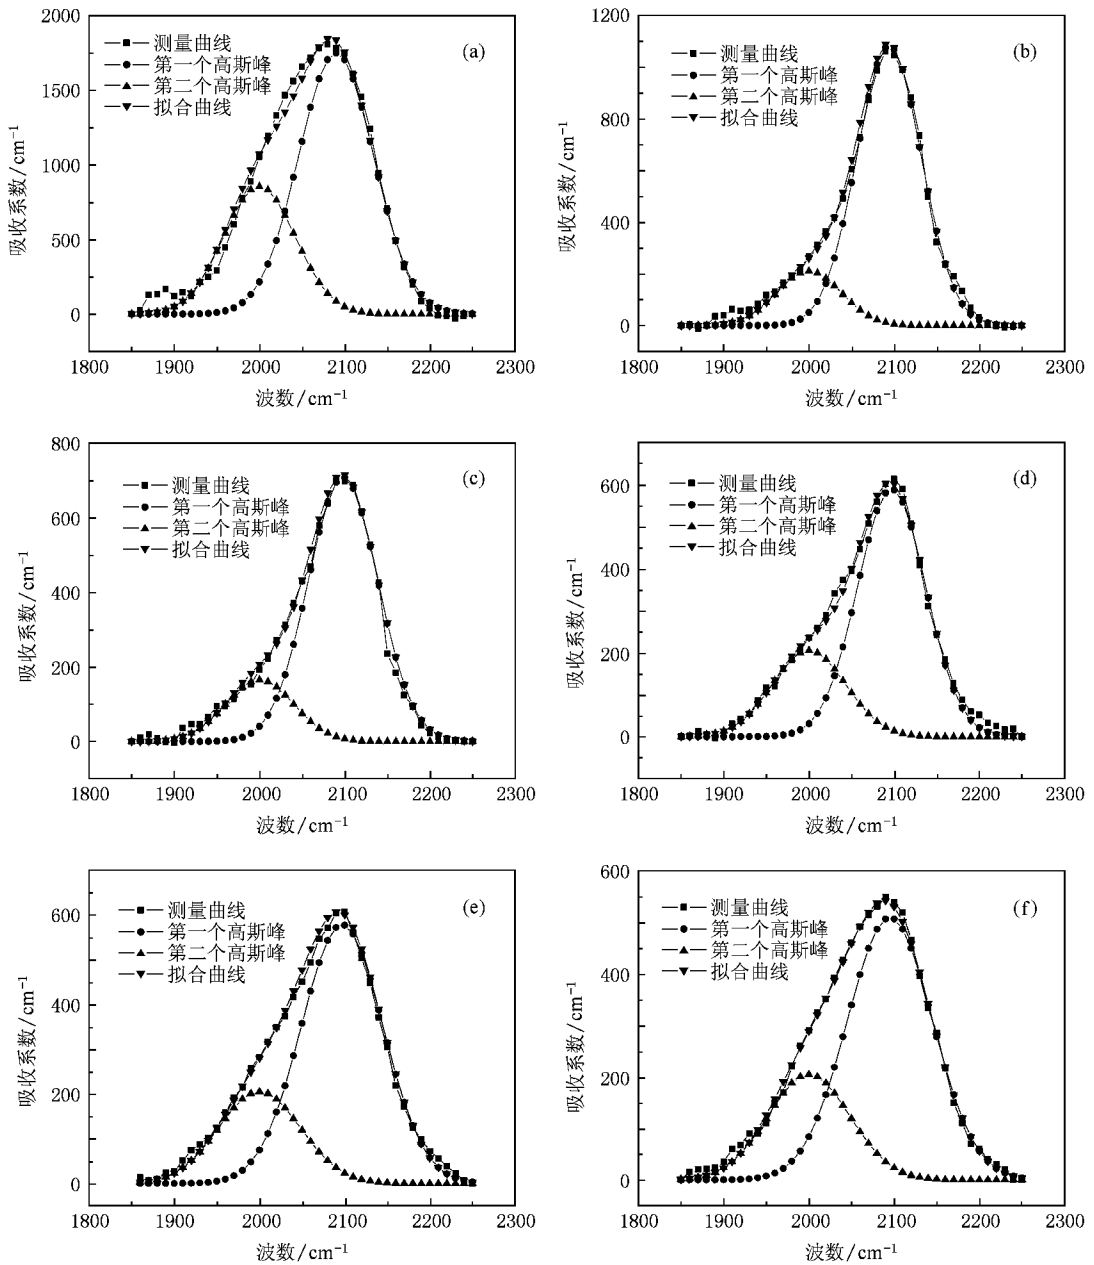 (a)
测量曲线
第一个高斯峰
第二个高斯峰
拟合曲线
2000
1750
1500
1250
1000
750
500
250
0
-250
吸收系数/cm⁻¹
1800 1900 2000 2100 2200 2300
波数/cm⁻¹
(b)
测量曲线
第一个高斯峰
第二个高斯峰
拟合曲线
1200
800
400
0
吸收系数/cm⁻¹
1800 1900 2000 2100 2200 2300
波数/cm⁻¹
(c)
测量曲线
第一个高斯峰
第二个高斯峰
拟合曲线
800
600
400
200
0
吸收系数/cm⁻¹
1800 1900 2000 2100 2200 2300
波数/cm⁻¹
(d)
测量曲线
第一个高斯峰
第二个高斯峰
拟合曲线
600
400
200
0
吸收系数/cm⁻¹
1800 1900 2000 2100 2200 2300
波数/cm⁻¹
(e)
测量曲线
第一个高斯峰
第二个高斯峰
拟合曲线
600
400
200
0
吸收系数/cm⁻¹
1800 1900 2000 2100 2200 2300
波数/cm⁻¹
(f)
测量曲线
第一个高斯峰
第二个高斯峰
拟合曲线
600
400
200
0
吸收系数/cm⁻¹
1800 1900 2000 2100 2200 2300
波数/cm⁻¹